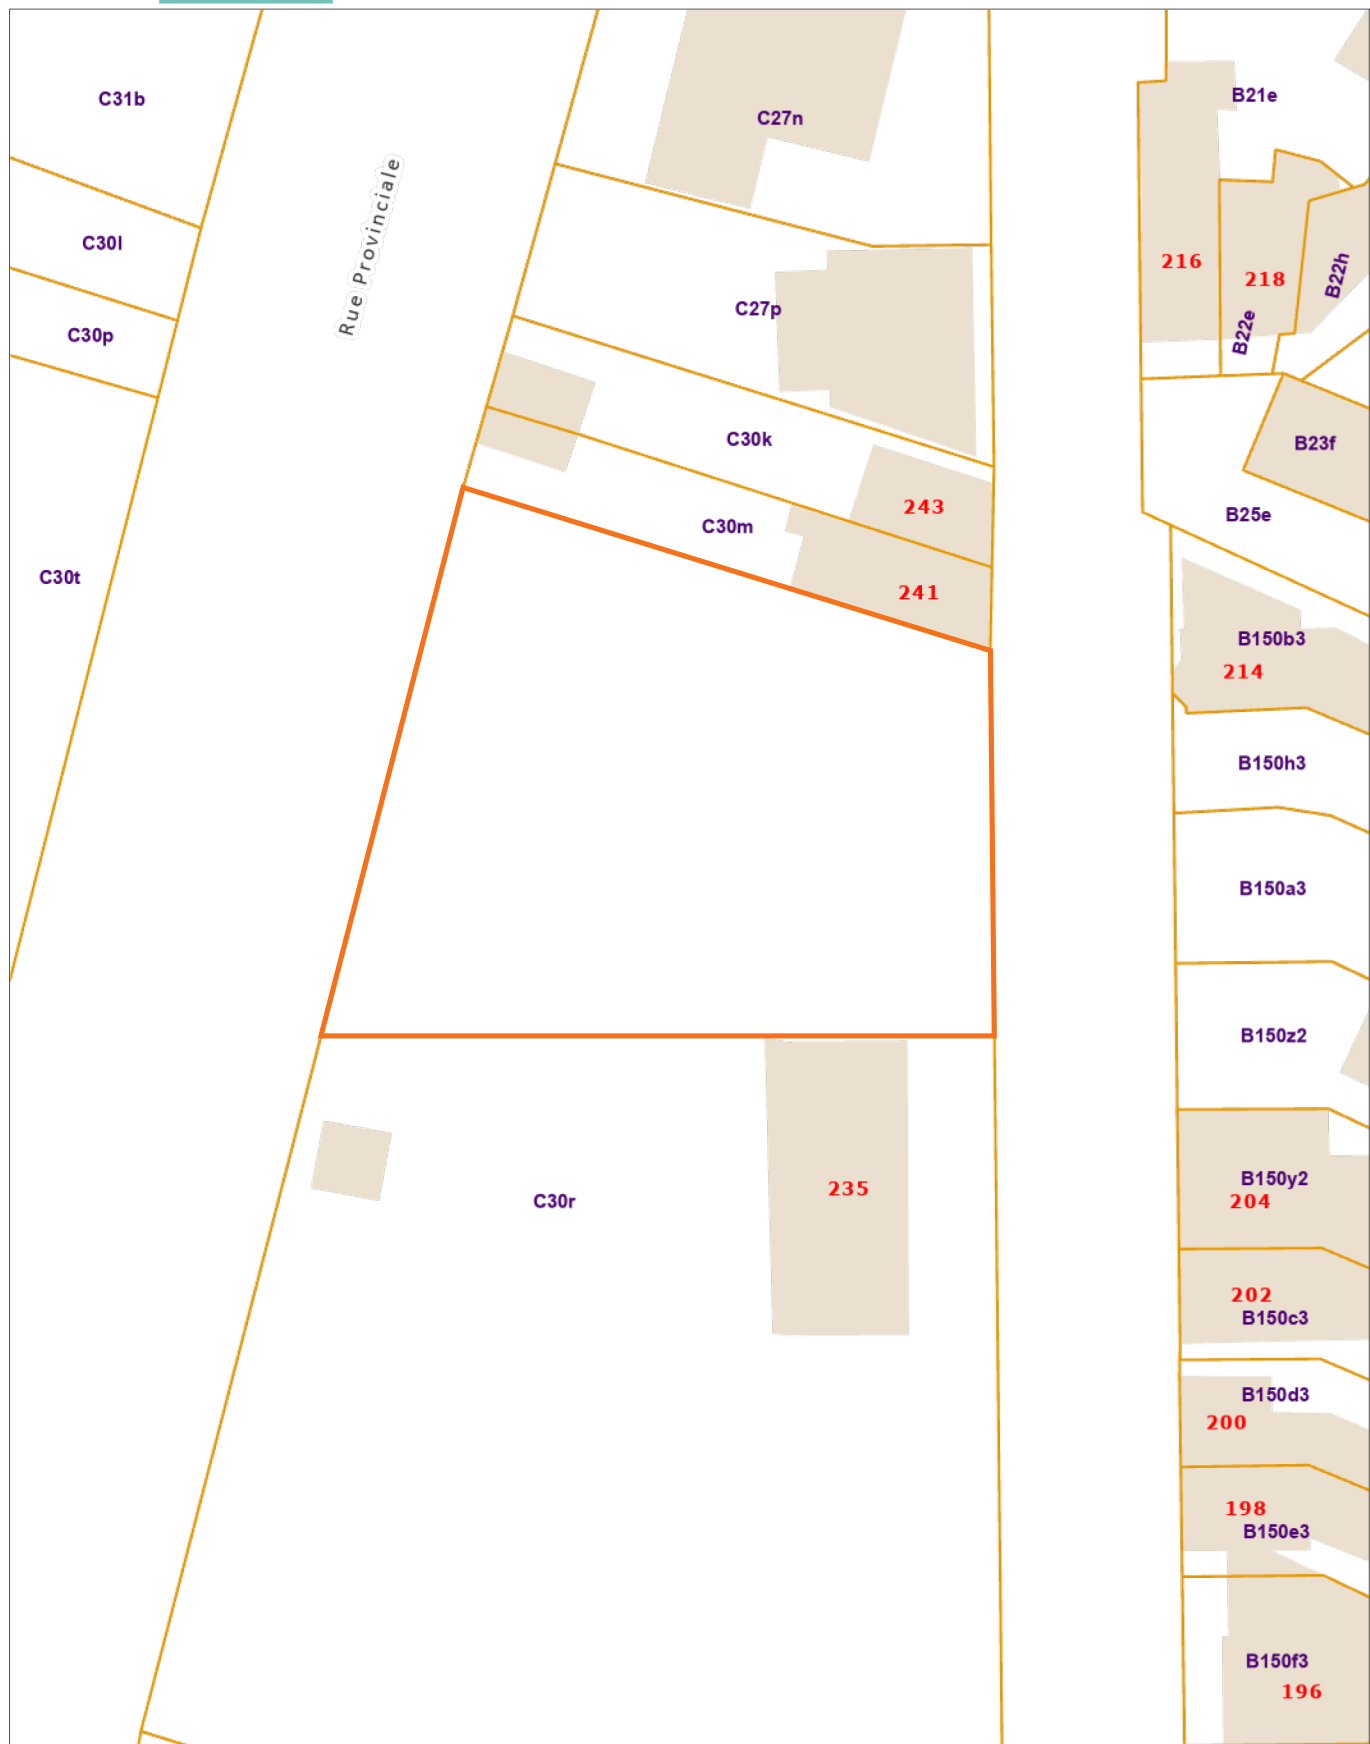 C31b
C27n
B21e
Rue Provinciale
C30l
216
218
B22h
C27p
B22e
C30p
C30k
B23f
243
B25e
C30m
C30t
241
B150b3
214
B150h3
B150a3
B150z2
B150y2
235
C30r
204
202
B150c3
B150d3
200
198
B150e3
B150f3
196